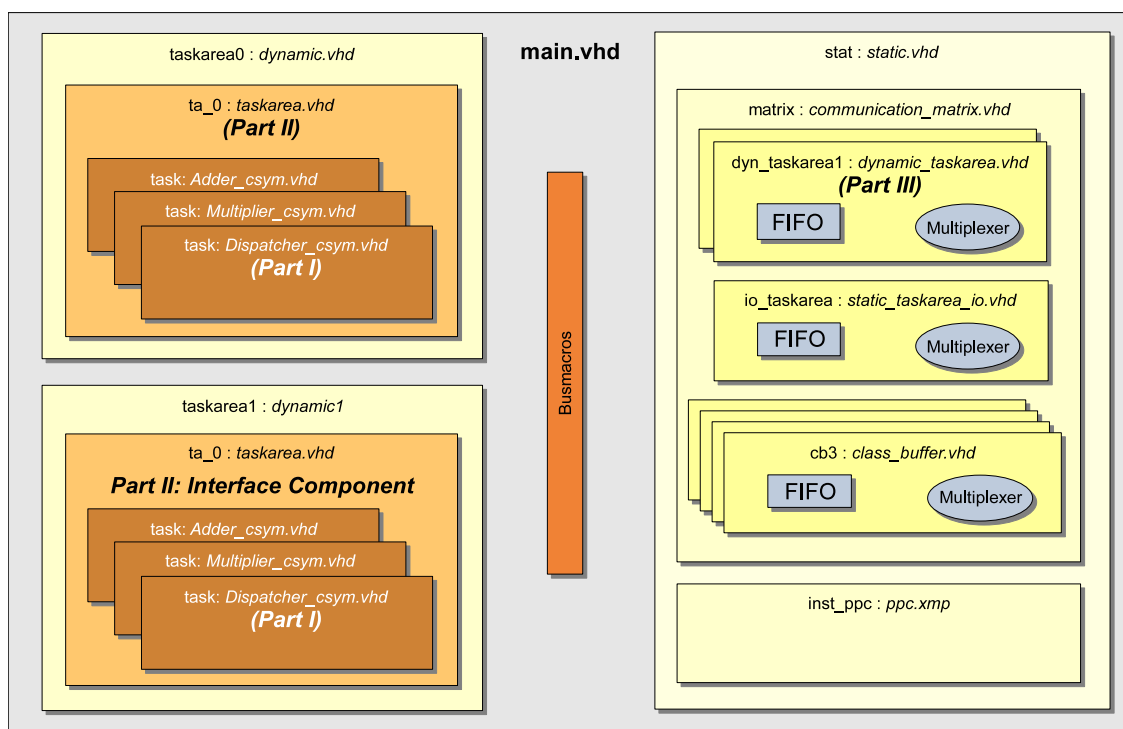 main.vhd
taskarea0 : dynamic.vhd
ta_0 : taskarea.vhd
(Part II)
task: Adder_csym.vhd
task: Multiplier_csym.vhd
task: Dispatcher_csym.vhd
(Part I)
taskarea1 : dynamic1
ta_0 : taskarea.vhd
Part II: Interface Component
task: Adder_csym.vhd
task: Multiplier_csym.vhd
task: Dispatcher_csym.vhd
(Part I)
Busmacros
stat : static.vhd
matrix : communication_matrix.vhd
dyn_taskarea1 : dynamic_taskarea.vhd
(Part III)
FIFO
Multiplexer
io_taskarea : static_taskarea_io.vhd
FIFO
Multiplexer
cb3 : class_buffer.vhd
FIFO
Multiplexer
inst_ppc : ppc.xmp